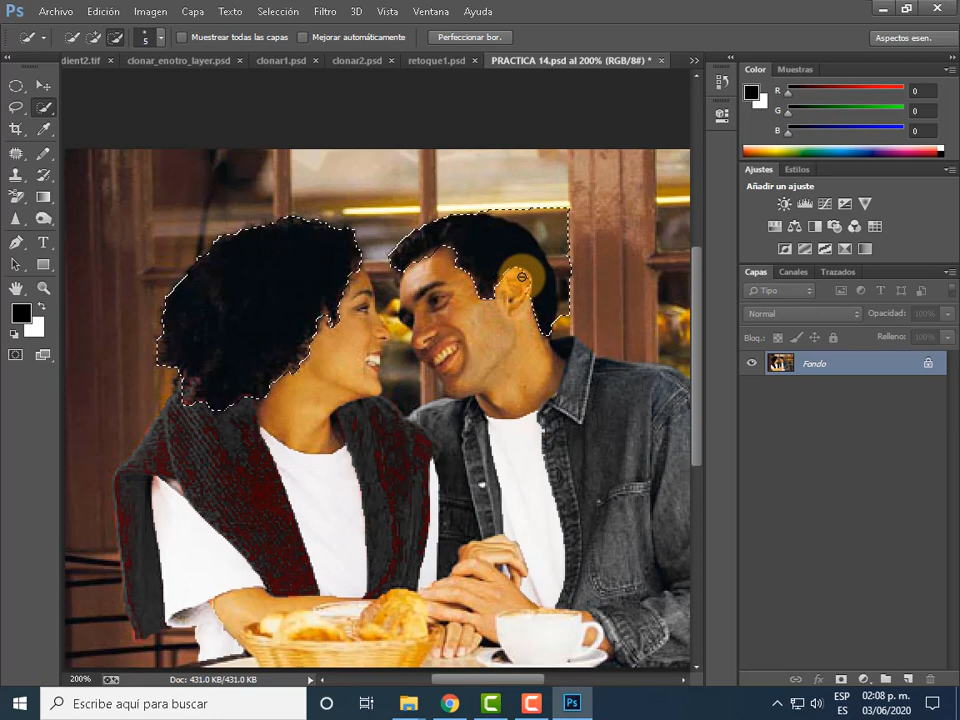 Ps Archivo Edición Imagen Capa Texto Selección Filtro 3D Vista Ventana Ayuda
5 Muestrear todas las capas Mejorar automáticamente Perfeccionar bor. Aspectos esen.
dient2.tif × clonar_enotro_layer.psd × clonar1.psd × clonar2.psd × retoque1.psd × PRACTICA 14.psd al 200% (RGB/8#) * ×
Color Muestras
R 0
G 0
B 0
Ajustes Estilos
Añadir un ajuste
Capas Canales Trazados
Tipo
Normal Opacidad: 100%
Bloq.: Relleno: 100%
Fondo
200% Doc: 431.0 KB/431.0 KB
Escribe aquí para buscar
Ps
ESP 02:08 p. m.
ES 03/06/2020